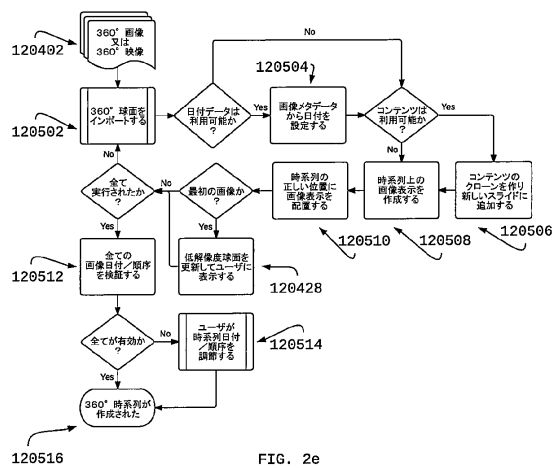 120402
360° 画像
又は
360° 映像
No
120504
120502
360° 球面を
インポートする
日付データは
利用可能か
?
Yes
画像メタデータ
から日付を
設定する
コンテンツは
利用可能か
?
Yes
No
No
全て
実行されたか
?
No
最初の画像か
?
時系列の
正しい位置に
画像表示を
配置する
時系列上の
画像表示を
作成する
コンテンツの
クローンを作り
新しいスライドに
追加する
Yes
Yes
120510
120508
120506
120512
全ての
画像日付/順序
を検証する
低解像度球面を
更新してユーザに
表示する
120428
全てが有効か
?
No
ユーザが
時系列日付
/順序を
調節する
120514
Yes
360° 時系列が
作成された
120516
FIG. 2e